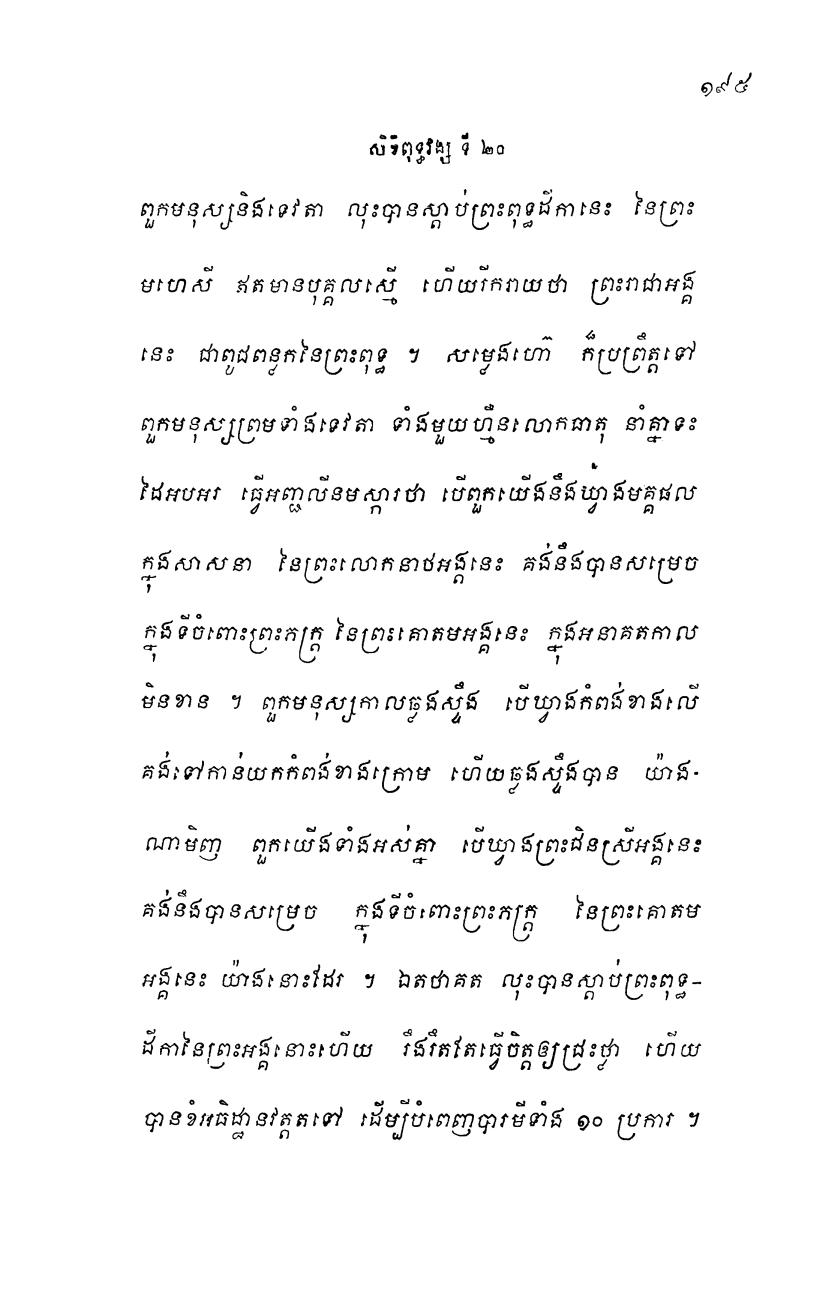 ១៩៥
សិខីពុទ្ធវង្ស ទី ២០
ពួកមនុស្សនិងទេវតា លុះបានស្តាប់ព្រះពុទ្ធដីកានេះ នៃព្រះ
មហេសី ឥតមានបុគ្គលស្មើ ហើយរីករាយថា ព្រះរាជាអង្គ
នេះ ជាពូជពន្លកនៃព្រះពុទ្ធ ។ សម្លេងហ៊ោ ក៏ប្រព្រឹត្តទៅ
ពួកមនុស្សព្រមទាំងទេវតា ទាំងមួយហ្មឺនលោកធាតុ នាំគ្នាទះ
ដៃអបអរ ធ្វើអញ្ជលីនមស្ការថា បើពួកយើងនឹងឃ្វ់ាងមគ្គផល
ក្នុងសាសនា នៃព្រះលោកនាថអង្គនេះ គង់នឹងបានសម្រេច
ក្នុងទីចំពោះព្រះភក្ត្រ នៃព្រះគោតមអង្គនេះ ក្នុងអនាគតកាល
មិនខាន ។ ពួកមនុស្សកាលឆ្លងស្ទឹង បើឃ្វាងកំពង់ខាងលើ
គង់ទៅកាន់យកកំពង់ខាងក្រោម ហើយឆ្លងស្ទឹងបាន យ៉ាង-
ណាមិញ ពួកយើងទាំងអស់គ្នា បើឃ្វាងព្រះជិនស្រីអង្គនេះ
គង់នឹងបានសម្រេច ក្នុងទីចំពោះព្រះភក្ត្រ នៃព្រះគោតម
អង្គនេះ យ៉ាងនោះដែរ ។ ឯតថាគត លុះបានស្តាប់ព្រះពុទ្ធ-
ដីកានៃព្រះអង្គនោះហើយ រឹងរឹតតែធ្វើចិត្តឲ្យជ្រះថ្លា ហើយ
បានខំអធិដ្ឋានវត្តតទៅ ដើម្បីបំពេញបារមីទាំង ១០ ប្រការ ។